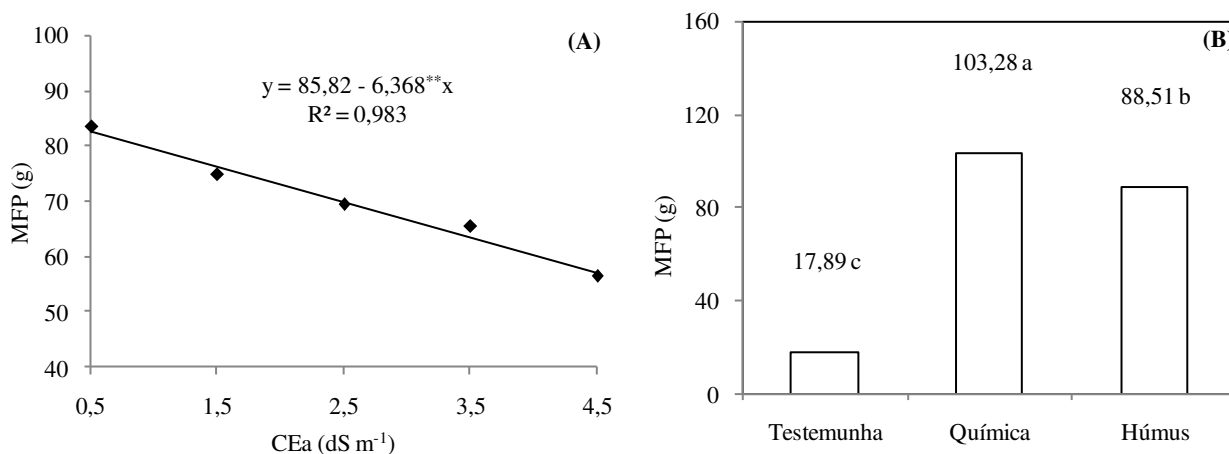 (A)
y = 85,82 - 6,368**x
R² = 0,983
MFP (g)
100
90
80
70
60
50
40
0,5 1,5 2,5 3,5 4,5
CEa (dS m⁻¹)
(B)
103,28 a
88,51 b
17,89 c
MFP (g)
160
120
80
40
0
Testemunha Química Húmus